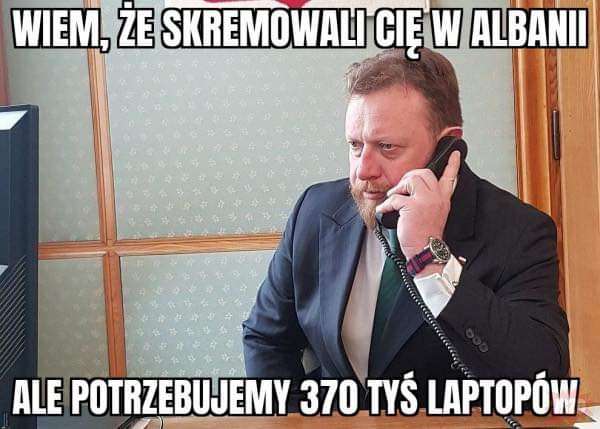 WIEM, ŻE SKREMOWALI CIĘ W ALBANII
ALE POTRZEBUJEMY 370 TYŚ LAPTOPÓW